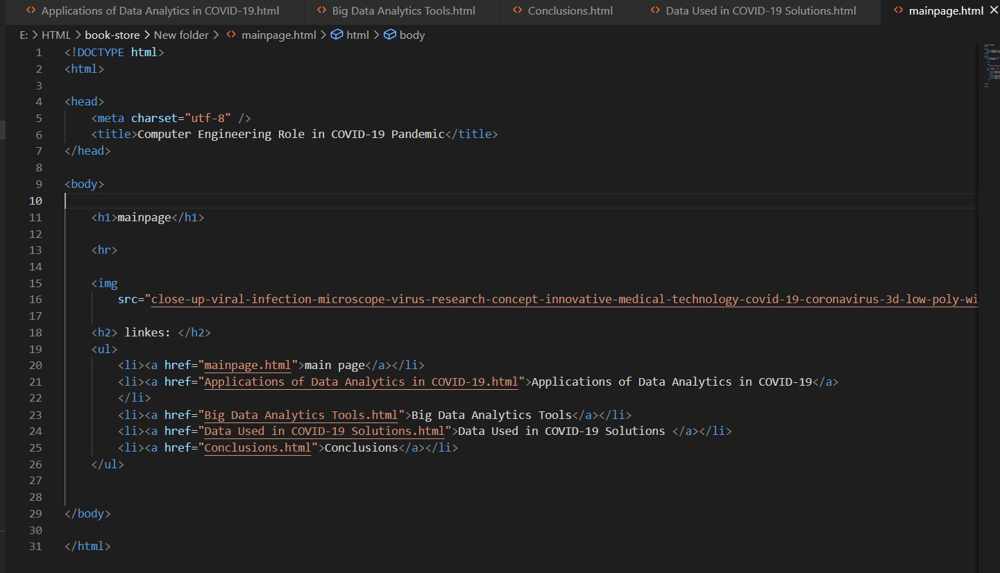 Applications of Data Analytics in COVID-19.html
Big Data Analytics Tools.html
Conclusions.html
Data Used in COVID-19 Solutions.html
mainpage.html
E: > HTML > book-store > New folder > mainpage.html > html > body
1 <!DOCTYPE html>
2 <html>
3
4 <head>
5 <meta charset="utf-8" />
6 <title>Computer Engineering Role in COVID-19 Pandemic</title>
7 </head>
8
9 <body>
10
11 <h1>mainpage</h1>
12
13 <hr>
14
15 <img
16 src="close-up-viral-infection-microscope-virus-research-concept-innovative-medical-technology-covid-19-coronavirus-3d-low-poly-wi
17
18 <h2> linkes: </h2>
19 <ul>
20 <li><a href="mainpage.html">main page</a></li>
21 <li><a href="Applications of Data Analytics in COVID-19.html">Applications of Data Analytics in COVID-19</a>
22 </li>
23 <li><a href="Big Data Analytics Tools.html">Big Data Analytics Tools</a></li>
24 <li><a href="Data Used in COVID-19 Solutions.html">Data Used in COVID-19 Solutions </a></li>
25 <li><a href="Conclusions.html">Conclusions</a></li>
26 </ul>
27
28
29 </body>
30
31 </html>